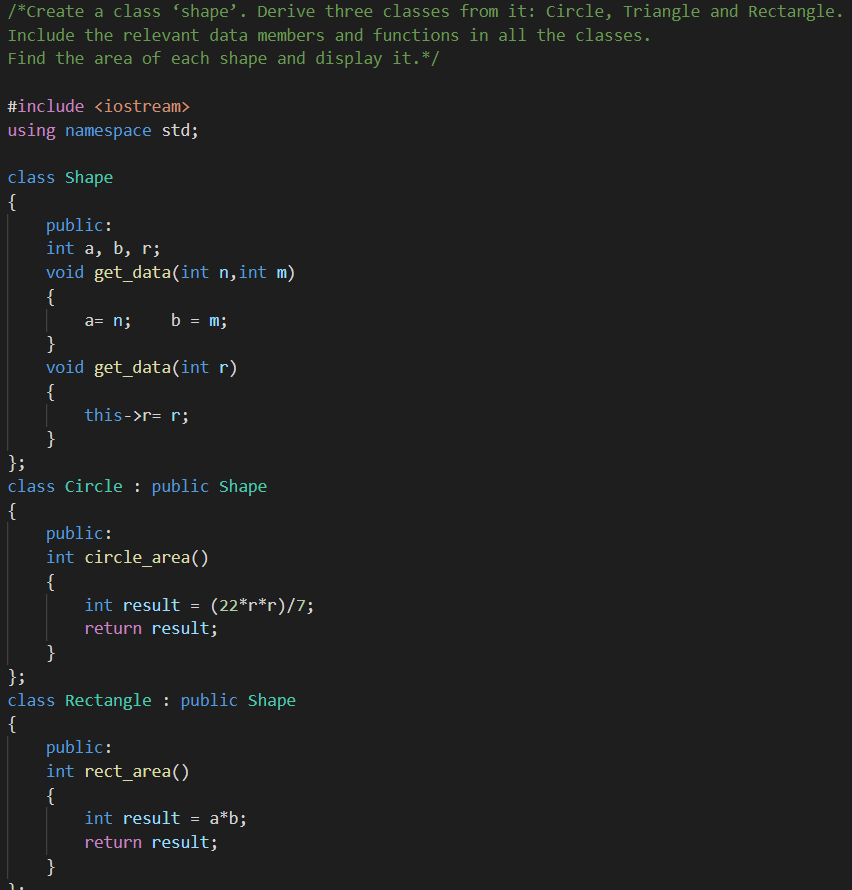 /*Create a class ‘shape’. Derive three classes from it: Circle, Triangle and Rectangle.
Include the relevant data members and functions in all the classes.
Find the area of each shape and display it.*/

#include <iostream>
using namespace std;

class Shape
{
    public:
    int a, b, r;
    void get_data(int n,int m)
    {
        a= n;    b = m;
    }
    void get_data(int r)
    {
        this->r= r;
    }
};
class Circle : public Shape
{
    public:
    int circle_area()
    {
        int result = (22*r*r)/7;
        return result;
    }
};
class Rectangle : public Shape
{
    public:
    int rect_area()
    {
        int result = a*b;
        return result;
    }
};